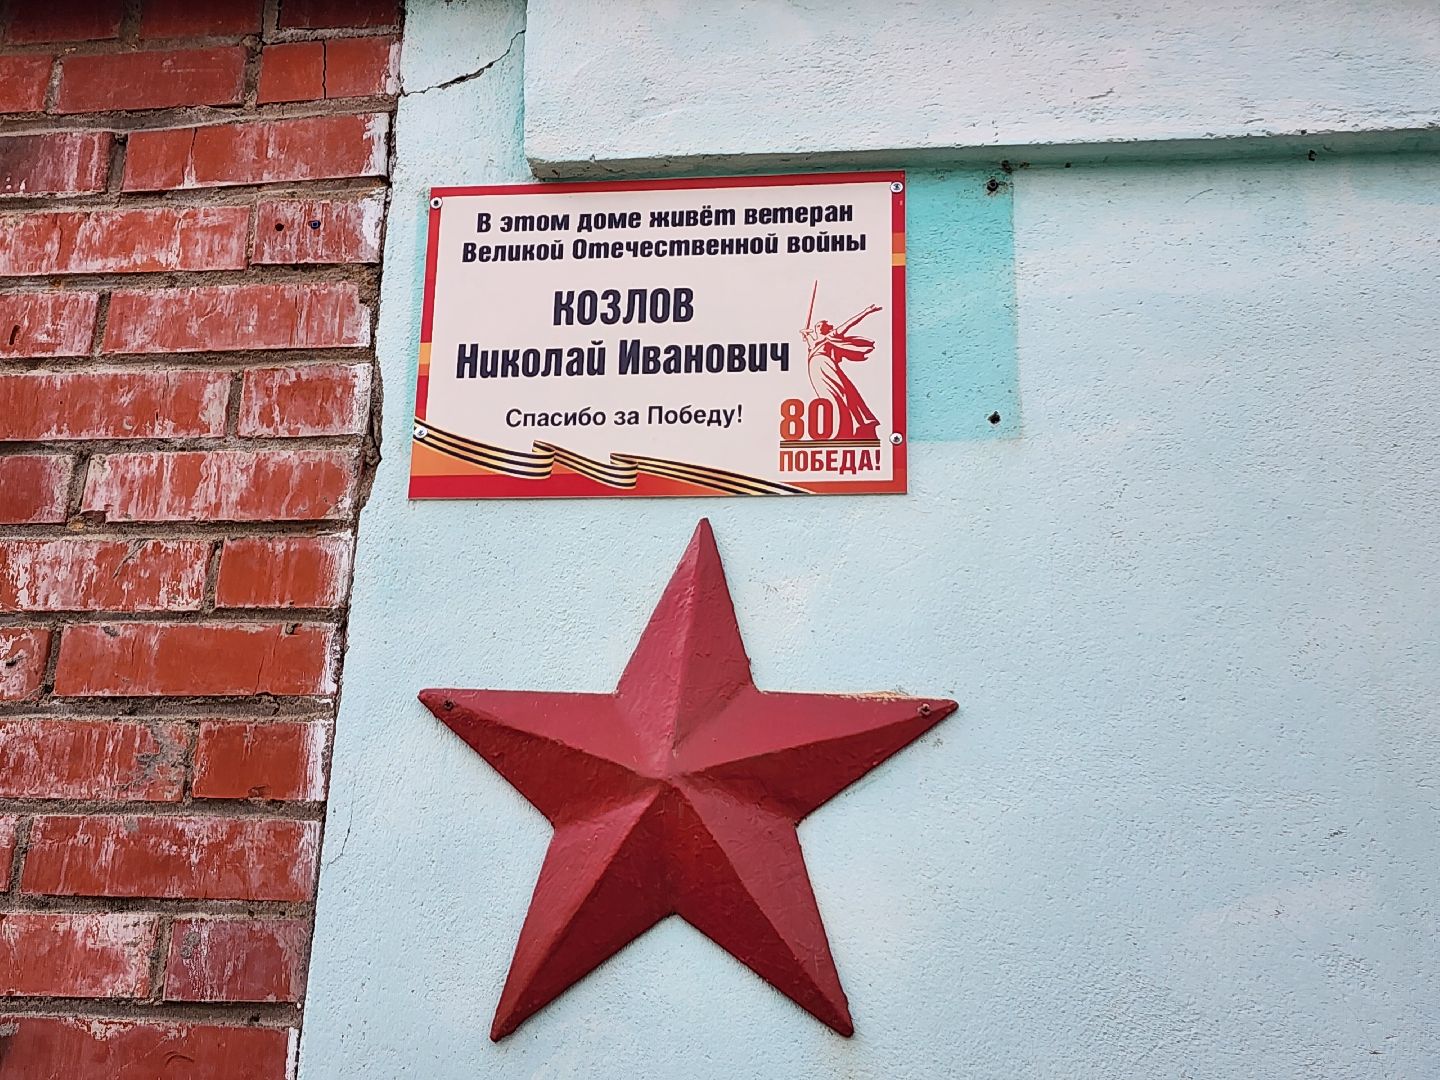 В этом доме живёт ветеран
Великой Отечественной войны
КОЗЛОВ
Николай Иванович
Спасибо за Победу!
80
ПОБЕДА!